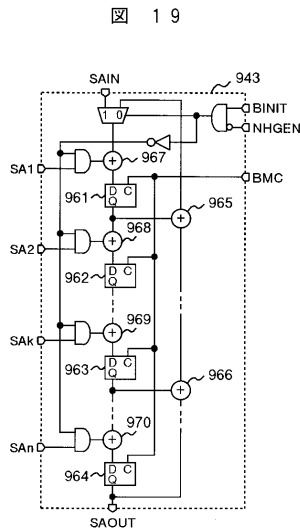 図 19
SAIN
943
1 0
BINIT
NHGEN
967
SA1
BMC
D C
Q
961
965
968
SA2
D C
Q
962
969
SAk
D C
Q
963
966
970
SAn
D C
Q
964
SAOUT